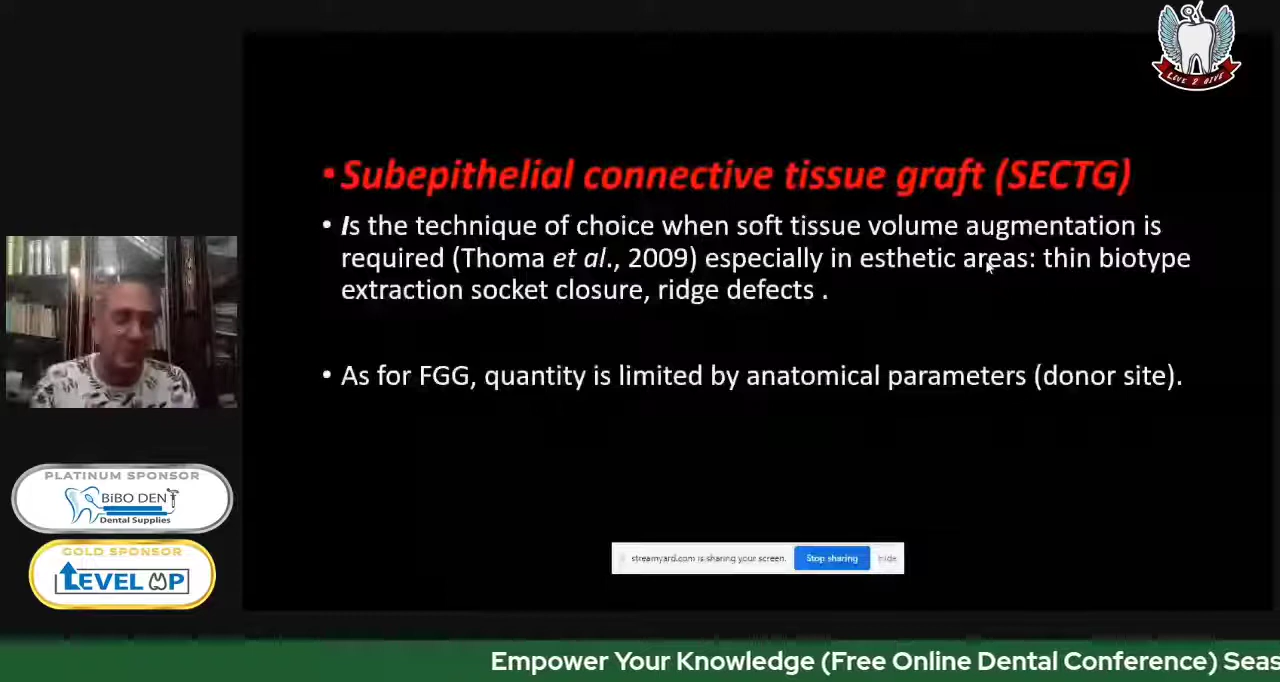 LIVE 2 GIVE
• Subepithelial connective tissue graft (SECTG)
• Is the technique of choice when soft tissue volume augmentation is
required (Thoma et al., 2009) especially in esthetic areas: thin biotype
extraction socket closure, ridge defects .
• As for FGG, quantity is limited by anatomical parameters (donor site).
PLATINUM SPONSOR
BiBO DENT
Dental Supplies
GOLD SPONSOR
LEVEL UP
streamyard.com is sharing your screen.
Stop sharing
Hide
Empower Your Knowledge (Free Online Dental Conference) Seas